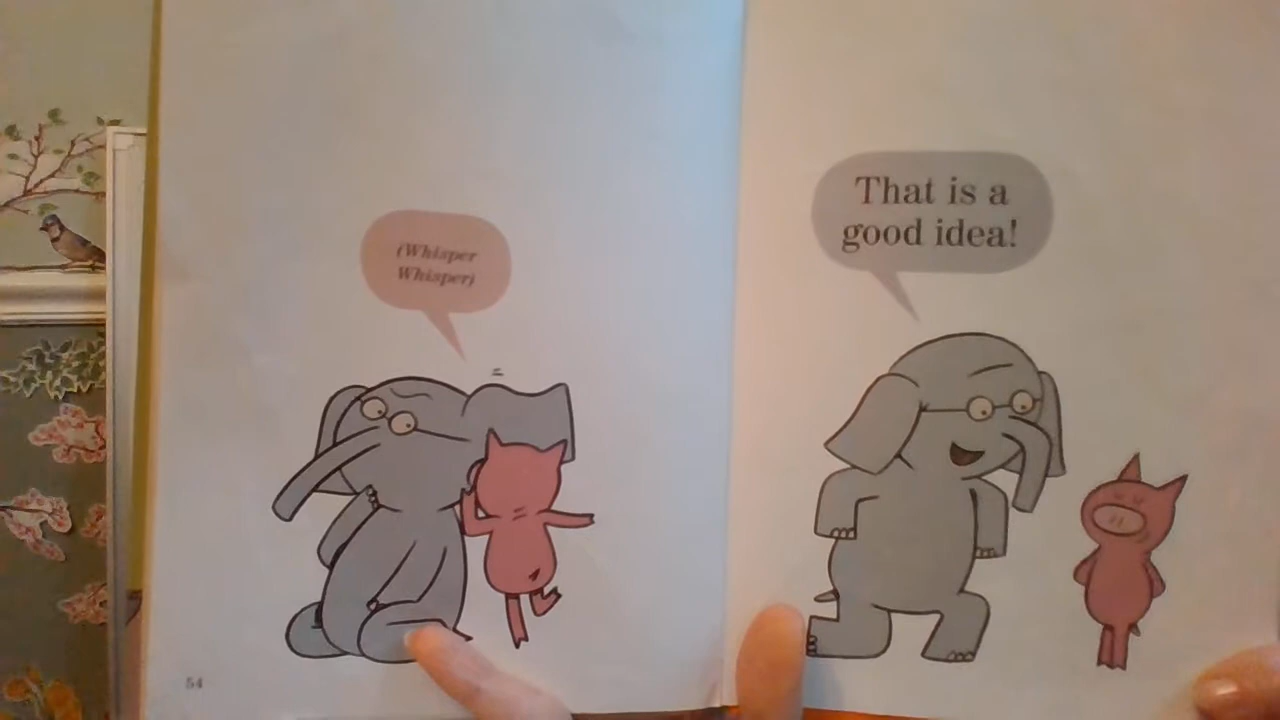 (Whisper
Whisper)
That is a
good idea!
54